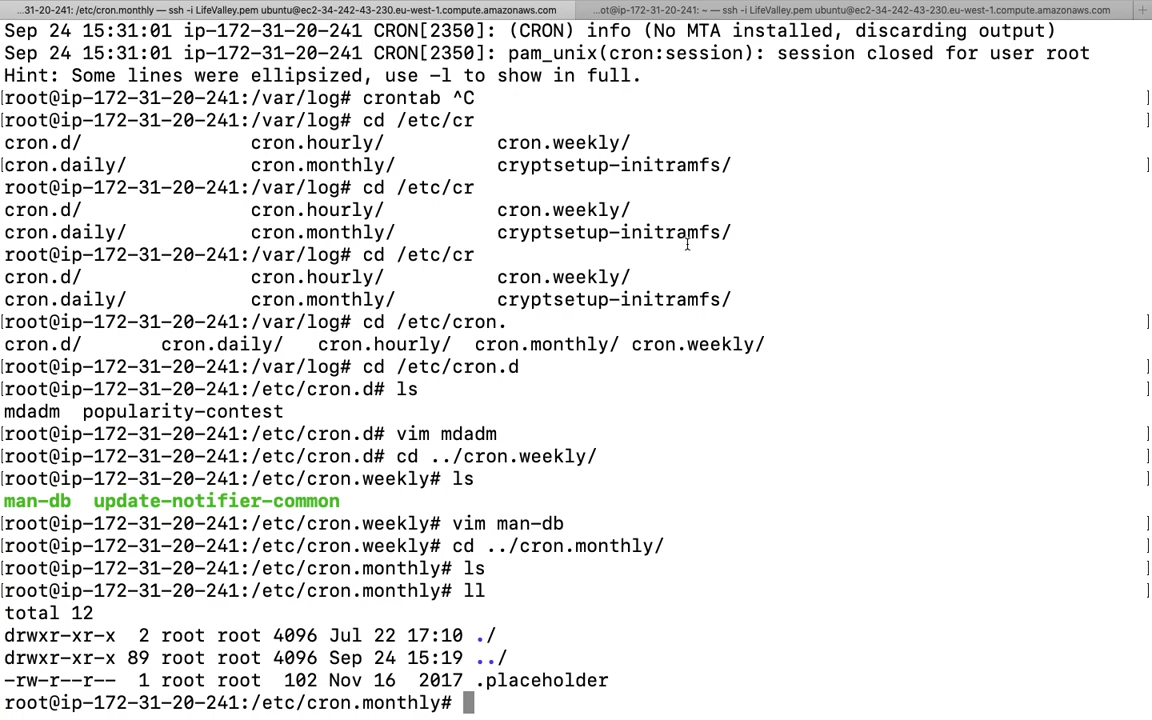 ...31-20-241: /etc/cron.monthly — ssh -i LifeValley.pem ubuntu@ec2-34-242-43-230.eu-west-1.compute.amazonaws.com
...ot@ip-172-31-20-241: ~ — ssh -i LifeValley.pem ubuntu@ec2-34-242-43-230.eu-west-1.compute.amazonaws.com
Sep 24 15:31:01 ip-172-31-20-241 CRON[2350]: (CRON) info (No MTA installed, discarding output)
Sep 24 15:31:01 ip-172-31-20-241 CRON[2350]: pam_unix(cron:session): session closed for user root
Hint: Some lines were ellipsized, use -l to show in full.
[root@ip-172-31-20-241:/var/log# crontab ^C ]
[root@ip-172-31-20-241:/var/log# cd /etc/cr ]
cron.d/ cron.hourly/ cron.weekly/
[cron.daily/ cron.monthly/ cryptsetup-initramfs/ ]
root@ip-172-31-20-241:/var/log# cd /etc/cr
cron.d/ cron.hourly/ cron.weekly/
cron.daily/ cron.monthly/ cryptsetup-initramfs/
root@ip-172-31-20-241:/var/log# cd /etc/cr
cron.d/ cron.hourly/ cron.weekly/
cron.daily/ cron.monthly/ cryptsetup-initramfs/
[root@ip-172-31-20-241:/var/log# cd /etc/cron. ]
cron.d/ cron.daily/ cron.hourly/ cron.monthly/ cron.weekly/
[root@ip-172-31-20-241:/var/log# cd /etc/cron.d ]
[root@ip-172-31-20-241:/etc/cron.d# ls ]
mdadm popularity-contest
[root@ip-172-31-20-241:/etc/cron.d# vim mdadm ]
[root@ip-172-31-20-241:/etc/cron.d# cd ../cron.weekly/ ]
[root@ip-172-31-20-241:/etc/cron.weekly# ls ]
man-db update-notifier-common
[root@ip-172-31-20-241:/etc/cron.weekly# vim man-db ]
[root@ip-172-31-20-241:/etc/cron.weekly# cd ../cron.monthly/ ]
[root@ip-172-31-20-241:/etc/cron.monthly# ls ]
[root@ip-172-31-20-241:/etc/cron.monthly# ll ]
total 12
drwxr-xr-x 2 root root 4096 Jul 22 17:10 ./
drwxr-xr-x 89 root root 4096 Sep 24 15:19 ../
-rw-r--r-- 1 root root 102 Nov 16 2017 .placeholder
root@ip-172-31-20-241:/etc/cron.monthly#